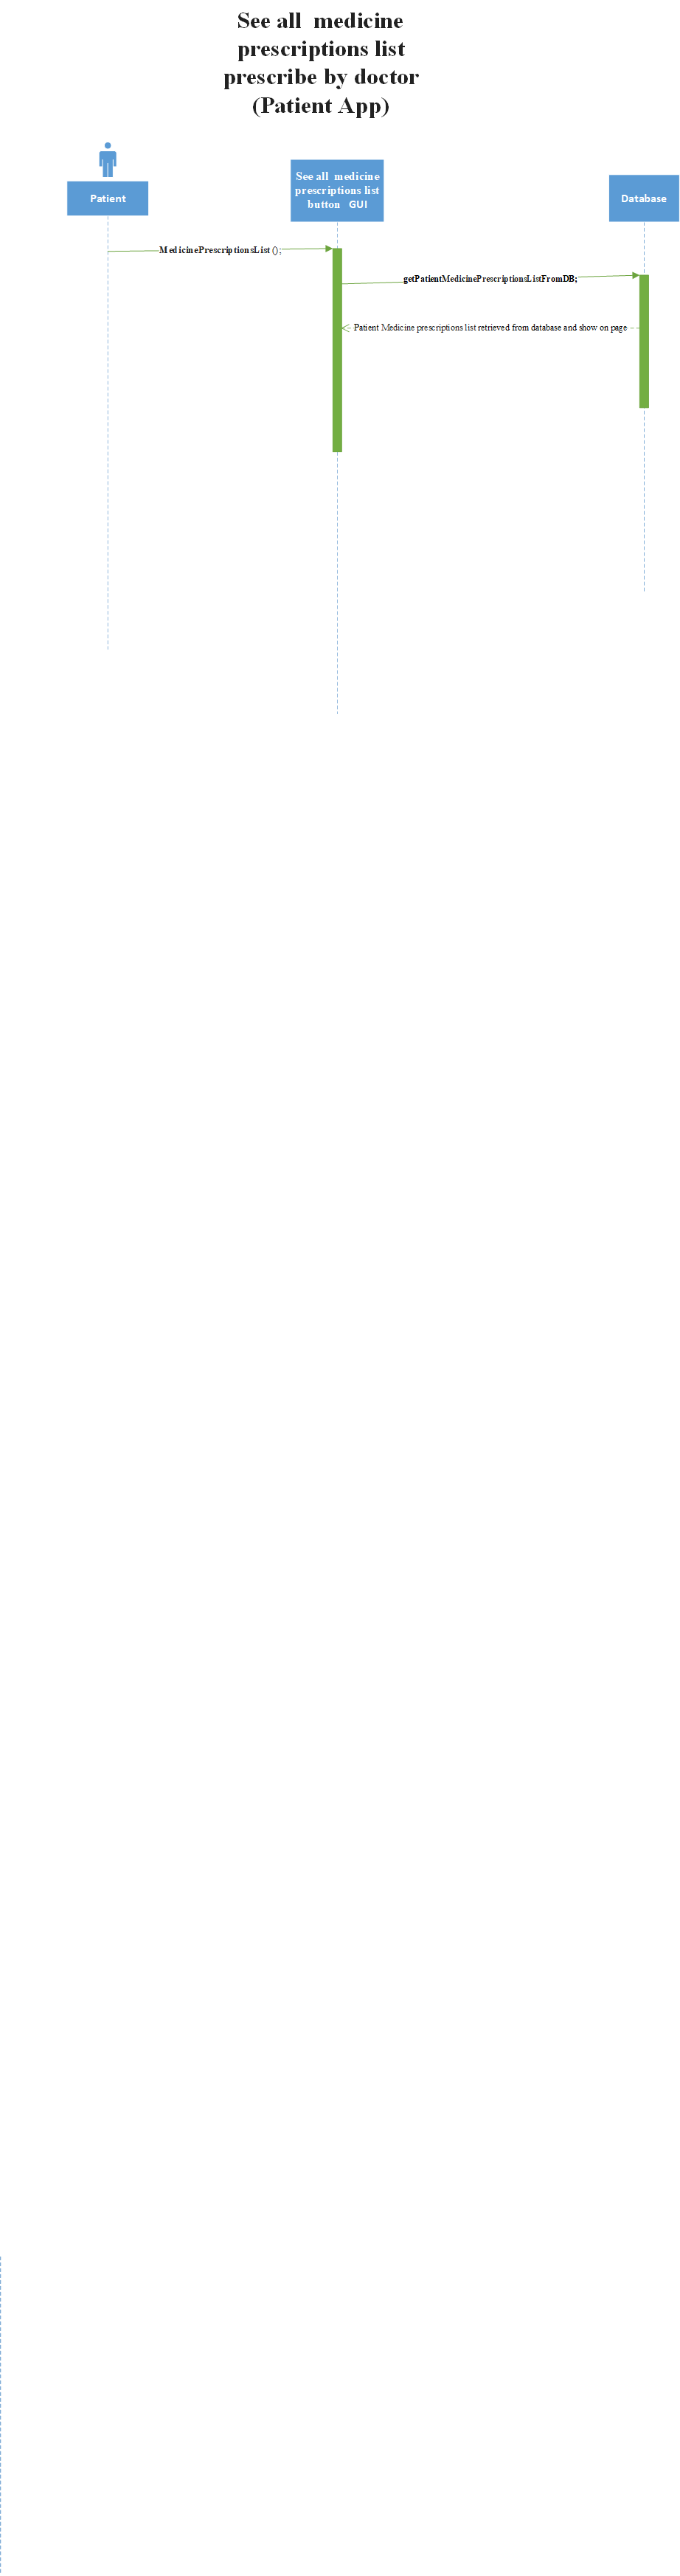 See all  medicine
prescriptions list
prescribe by doctor
(Patient App)
Patient
See all  medicine
prescriptions list
button   GUI
Database
MedicinePrescriptionsList ();
getPatientMedicinePrescriptionsListFromDB;
Patient Medicine prescriptions list retrieved from database and show on page